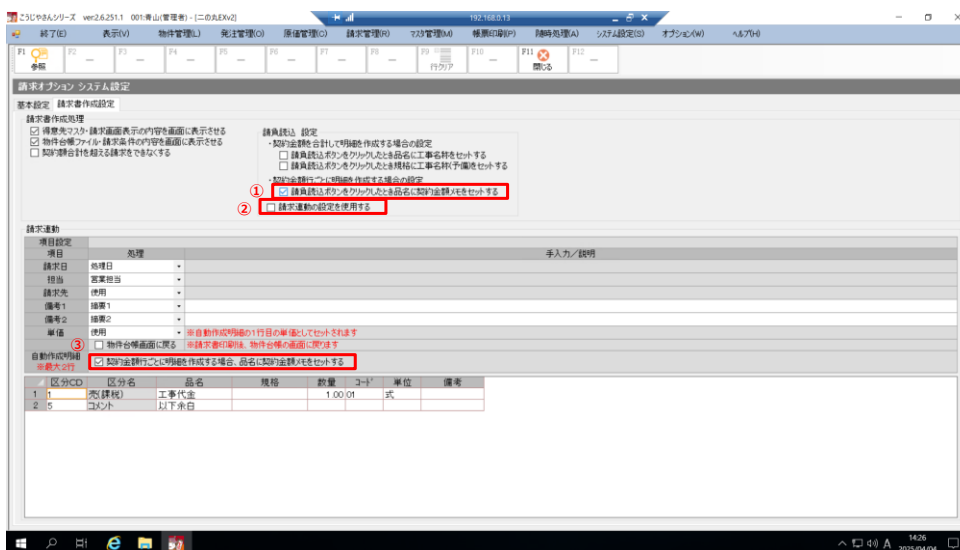 こうじやさんシリーズ ver:2.6.251.1 001:青山(管理者) - [二の丸EXv2]
192.168.0.13
終了(E) 表示(V) 物件管理(L) 発注管理(O) 原価管理(C) 請求管理(R) マスタ管理(M) 帳票印刷(P) 随時処理(A) システム設定(S) オプション(W) ヘルプ(H)
F1 F2 F3 F4 F5 F6 F7 F8 F9 F10 F11 F12
参照 行クリア 閉じる
請求オプション システム設定
基本設定 請求書作成設定
請求書作成処理
得意先マスタ・請求画面表示の内容を画面に表示させる
物件台帳ファイル・請求条件の内容を画面に表示させる
契約額合計を超える請求をできなくする
請負読込 設定
・契約金額を合計して明細を作成する場合の設定
請負読込ボタンをクリックしたとき品名に工事名称をセットする
請負読込ボタンをクリックしたとき規格に工事名称(予備)をセットする
・契約金額行ごとに明細を作成する場合の設定
① 請負読込ボタンをクリックしたとき品名に契約金額メモをセットする
② 請求連動の設定を使用する
請求連動
項目設定
項目 処理 手入力/説明
請求日 処理日
担当 営業担当
請求先 使用
備考1 摘要1
備考2 摘要2
単価 使用 ※自動作成明細の1行目の単価としてセットされます
③ 物件台帳画面に戻る ※請求書印刷後、物件台帳の画面に戻ります
自動作成明細
※最大2行
契約金額行ごとに明細を作成する場合、品名に契約金額メモをセットする
区分CD 区分名 品名 規格 数量 コード 単位 備考
1 1 売(課税) 工事代金 1.00 01 式
2 5 コメント 以下余白
A 14:26
2025/04/04